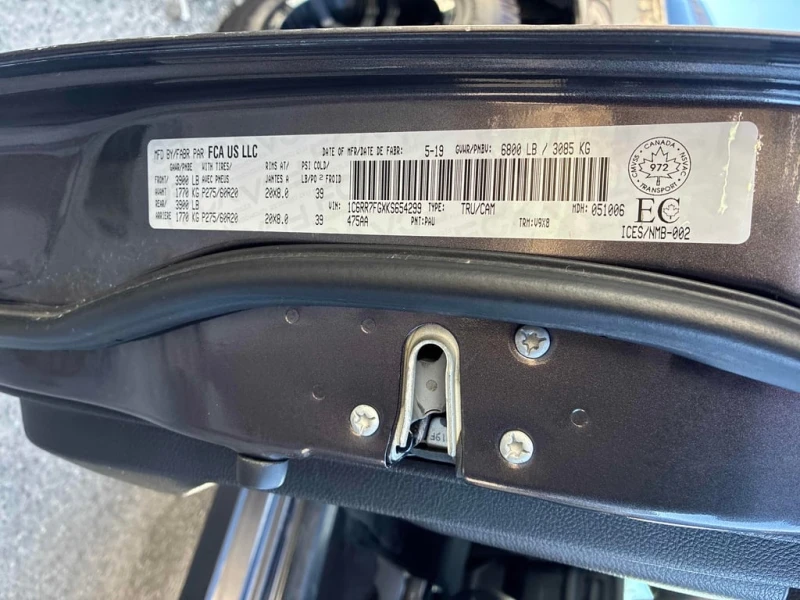 MFD BY/FABR PAR FCA US LLC
DATE OF MFR/DATE DE FABR: 5-19 GVWR/PNBV: 6800 LB / 3085 KG
GAWR/PNBE WITH TIRES/ RIMS AT/ PSI COLD/
FRONT/ 3900 LB AVEC PNEUS JANTES A LB/PO ² FROID
AVANT 1770 KG P275/60R20 20X8.0 39
REAR/ 3900 LB
ARRIERE 1770 KG P275/60R20 20X8.0 39
VIN: 1C6RR7FGXKS654299 TYPE: TRU/CAM MDH: 051006
475AA PNT:PAU TRM:V9X8
CANADA
CMVSS NSVAC
972
TRANSPORT
EC
ICES/NMB-002